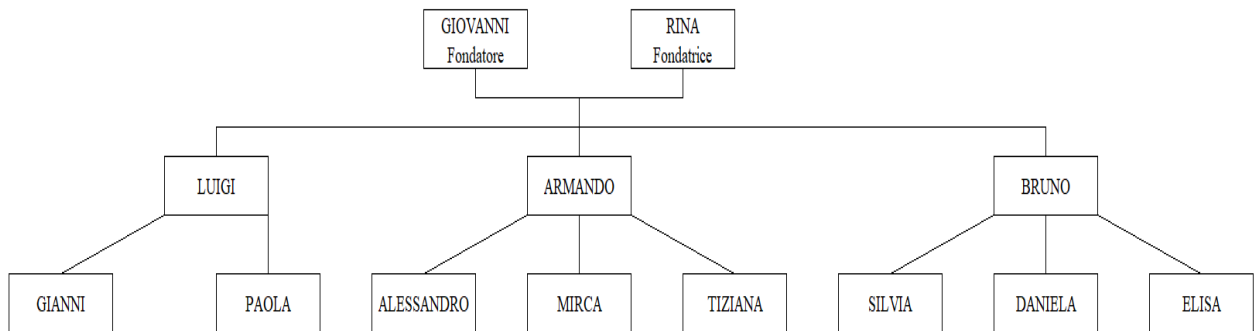 GIOVANNI
Fondatore
RINA
Fondatrice
LUIGI
ARMANDO
BRUNO
GIANNI
PAOLA
ALESSANDRO
MIRCA
TIZIANA
SILVIA
DANIELA
ELISA